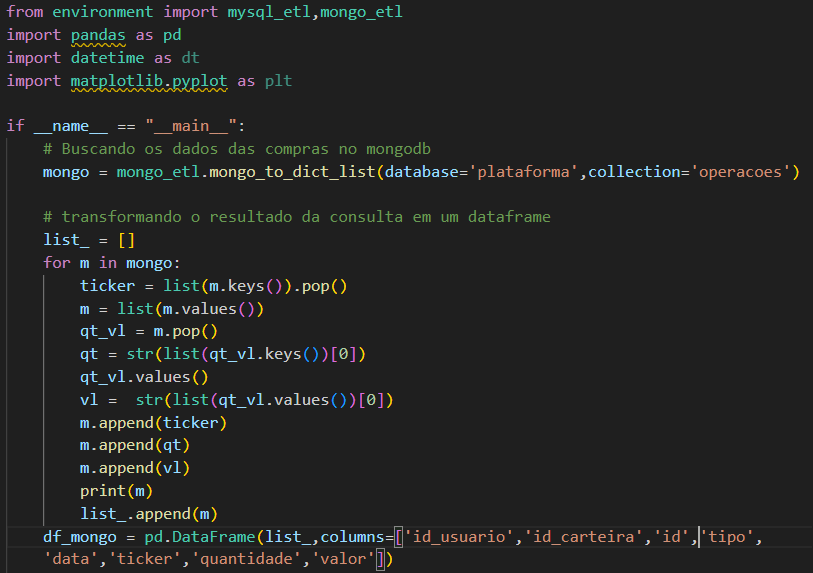 from environment import mysql_etl,mongo_etl
import pandas as pd
import datetime as dt
import matplotlib.pyplot as plt

if __name__ == "__main__":
    # Buscando os dados das compras no mongodb
    mongo = mongo_etl.mongo_to_dict_list(database='plataforma',collection='operacoes')

    # transformando o resultado da consulta em um dataframe
    list_ = []
    for m in mongo:
        ticker = list(m.keys()).pop()
        m = list(m.values())
        qt_vl = m.pop()
        qt = str(list(qt_vl.keys())[0])
        qt_vl.values()
        vl =  str(list(qt_vl.values())[0])
        m.append(ticker)
        m.append(qt)
        m.append(vl)
        print(m)
        list_.append(m)
    df_mongo = pd.DataFrame(list_,columns=['id_usuario','id_carteira','id','tipo',
    'data','ticker','quantidade','valor'])